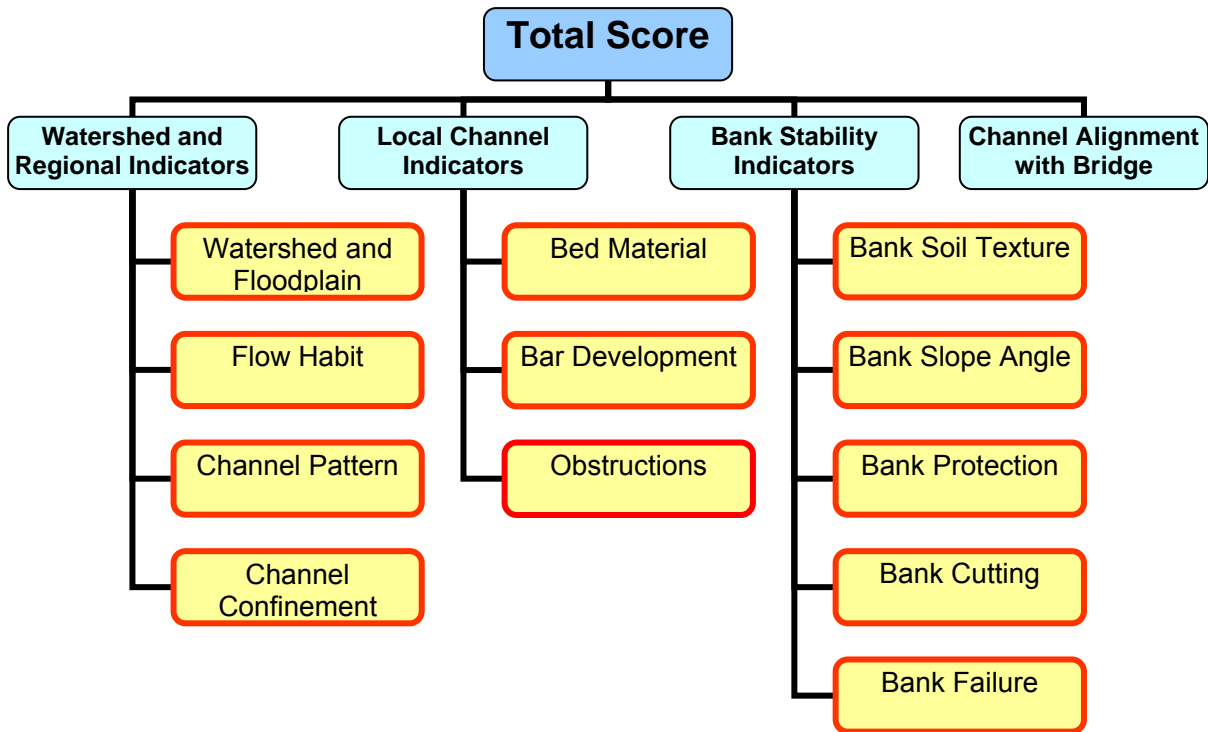 Total Score
Watershed and
Regional Indicators
Local Channel
Indicators
Bank Stability
Indicators
Channel Alignment
with Bridge
Watershed and
Floodplain
Flow Habit
Channel Pattern
Channel
Confinement
Bed Material
Bar Development
Obstructions
Bank Soil Texture
Bank Slope Angle
Bank Protection
Bank Cutting
Bank Failure